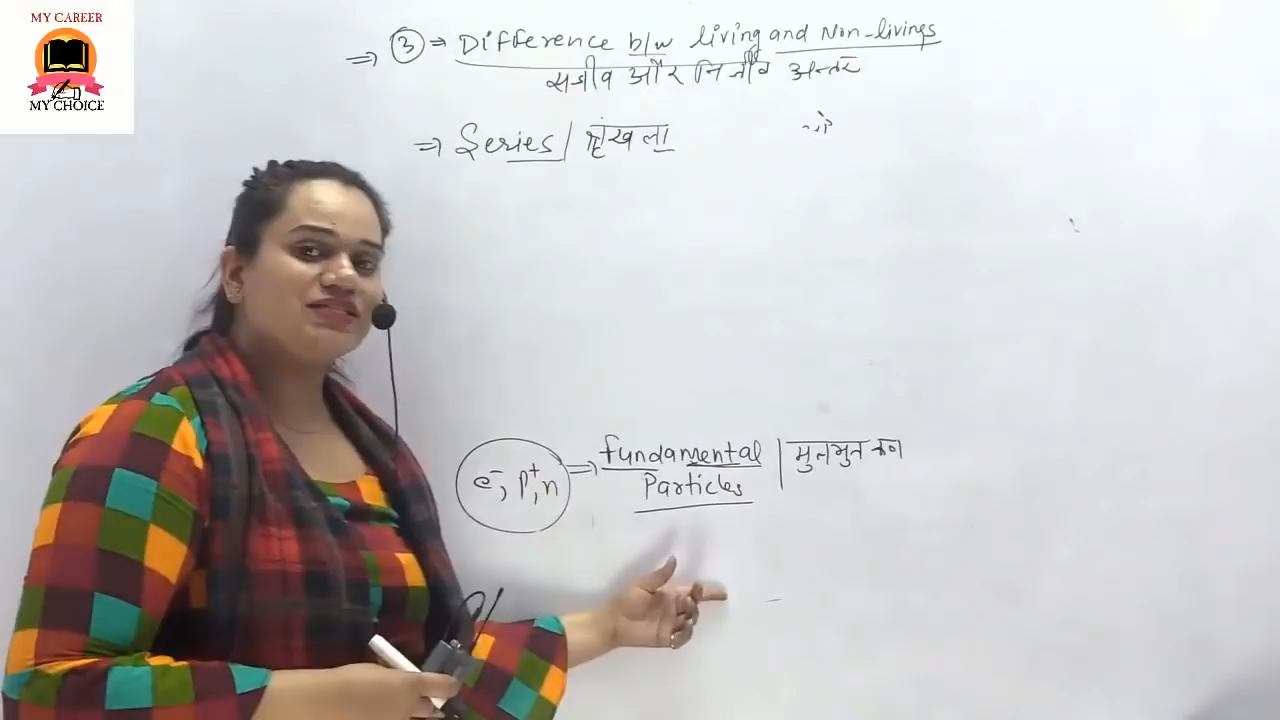 MY CAREER
MY CHOICE
⇒ ③ ⇒ Difference b/w living and Non-livings
सजीव और निर्जीव अन्तर
⇒ Series / श्रृंखला
e⁻, p⁺, n ⇒ fundamental Particles | मुलभुत कण